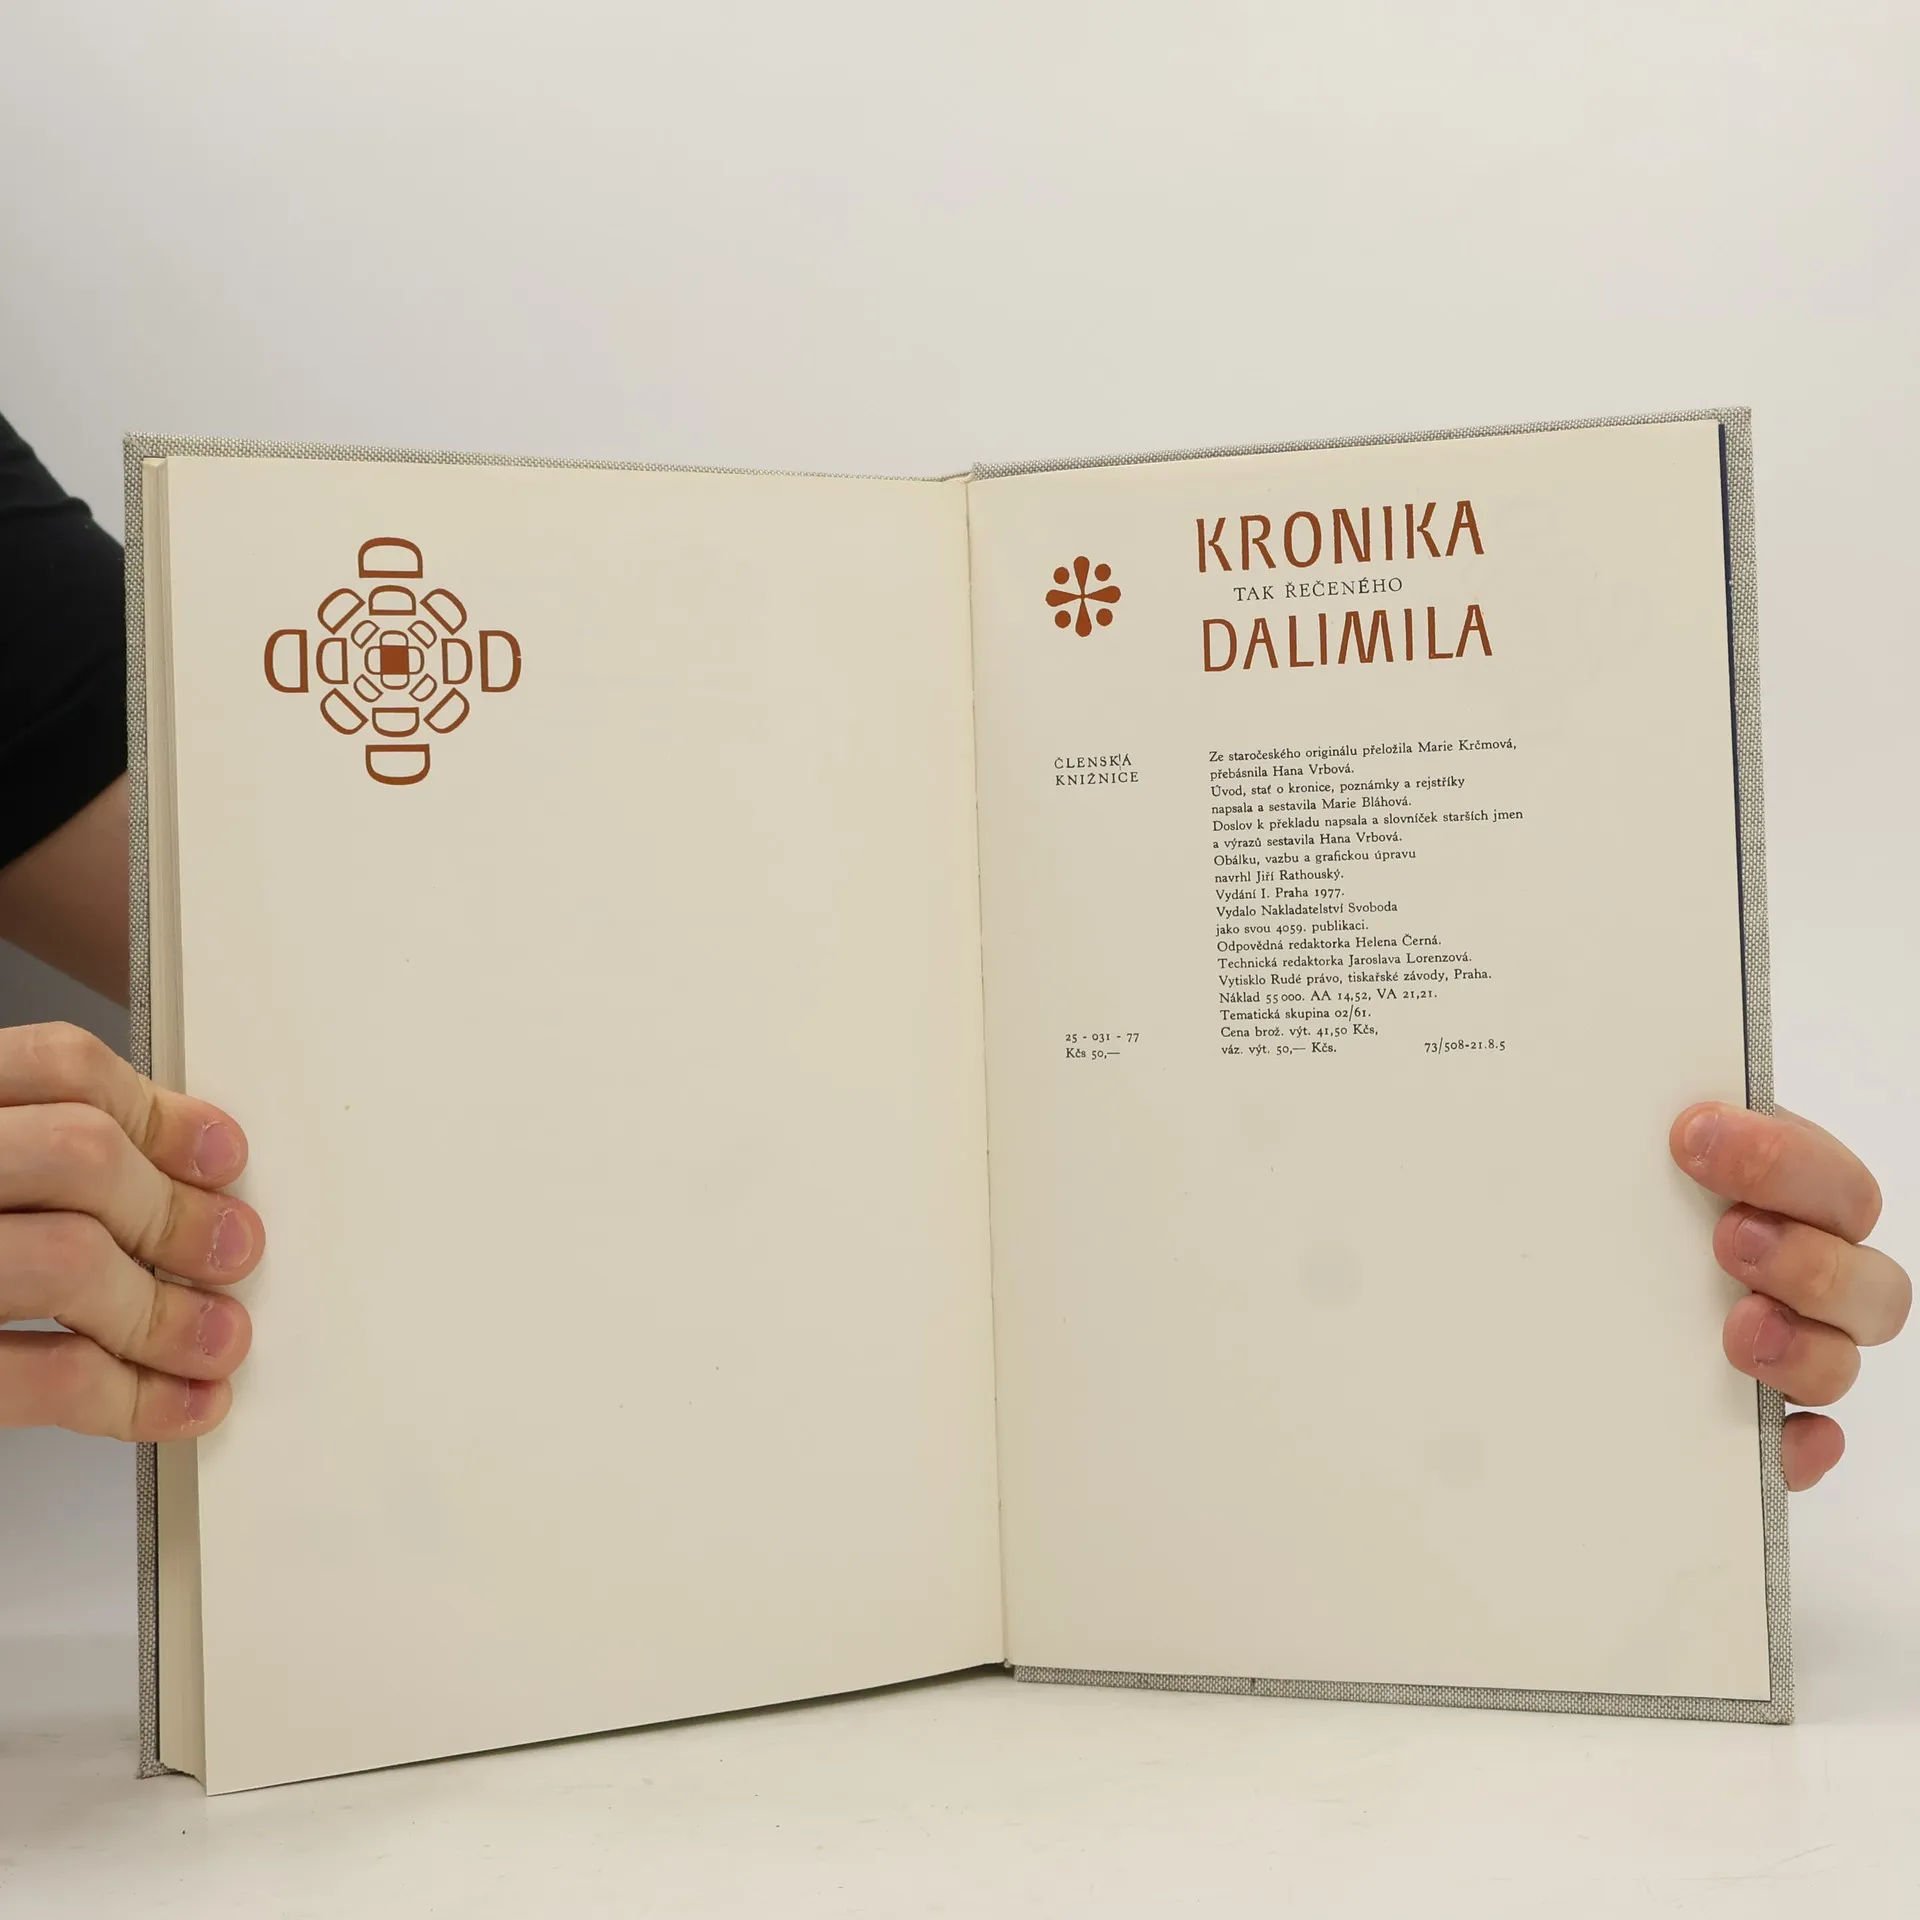 KRONIKA
TAK ŘEČENÉHO
DALIMILA
ČLENSKÁ
KNIŽNICE
Ze staročeského originálu přeložila Marie Krčmová,
přebásnila Hana Vrbová.
Úvod, stať o kronice, poznámky a rejstříky
napsala a sestavila Marie Bláhová.
Doslov k překladu napsala a slovníček starších jmen
a výrazů sestavila Hana Vrbová.
Obálku, vazbu a grafickou úpravu
navrhl Jiří Rathouský.
Vydání I. Praha 1977.
Vydalo Nakladatelství Svoboda
jako svou 4059. publikaci.
Odpovědná redaktorka Helena Černá.
Technická redaktorka Jaroslava Lorenzová.
Vytisklo Rudé právo, tiskařské závody, Praha.
Náklad 55 000. AA 14,52, VA 21,21.
Tematická skupina 02/61.
Cena brož. výt. 41,50 Kčs,
váz. výt. 50,— Kčs. 73/508-21.8.5
25 - 031 - 77
Kčs 50,—